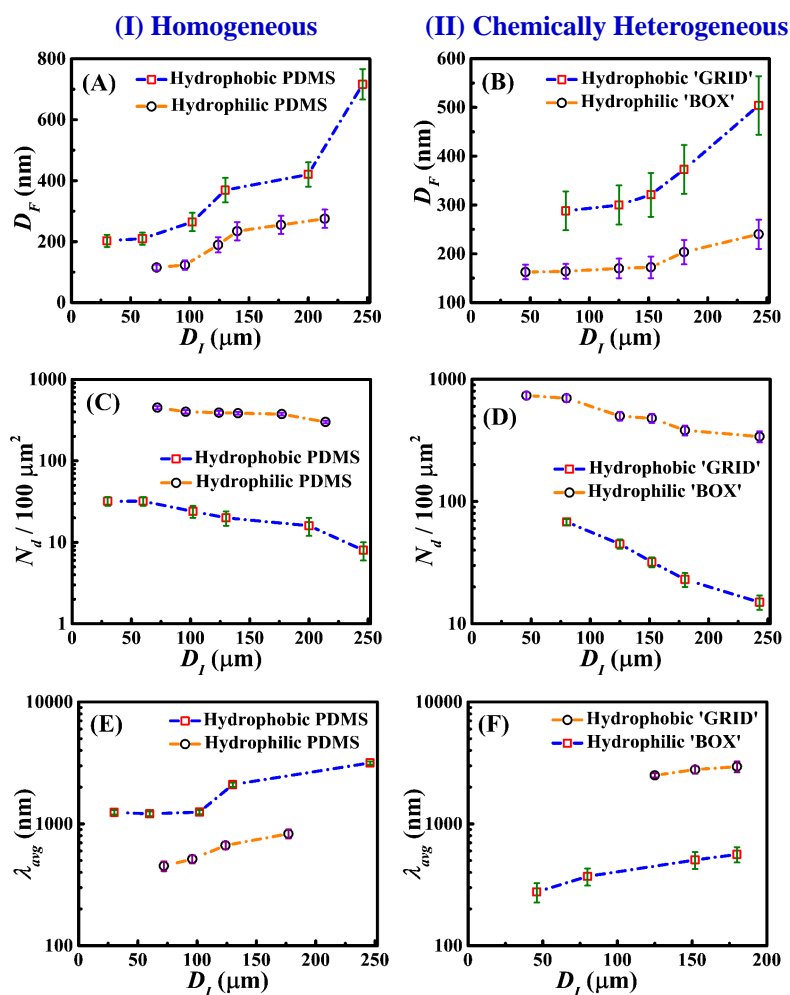 (I) Homogeneous
(II) Chemically Heterogeneous
(A)
Hydrophobic PDMS
Hydrophilic PDMS
800
600
400
200
0
D_F (nm)
0 50 100 150 200 250
D_I (μm)
(B)
Hydrophobic 'GRID'
Hydrophilic 'BOX'
600
500
400
300
200
100
D_F (nm)
0 50 100 150 200 250
D_I (μm)
(C)
Hydrophobic PDMS
Hydrophilic PDMS
1000
100
10
1
N_d / 100 μm²
0 50 100 150 200 250
D_I (μm)
(D)
Hydrophobic 'GRID'
Hydrophilic 'BOX'
1000
100
10
N_d / 100 μm²
0 50 100 150 200 250
D_I (μm)
(E)
Hydrophobic PDMS
Hydrophilic PDMS
10000
1000
100
λ_avg (nm)
0 50 100 150 200 250
D_I (μm)
(F)
Hydrophobic 'GRID'
Hydrophilic 'BOX'
10000
1000
100
λ_avg (nm)
0 50 100 150 200
D_I (μm)